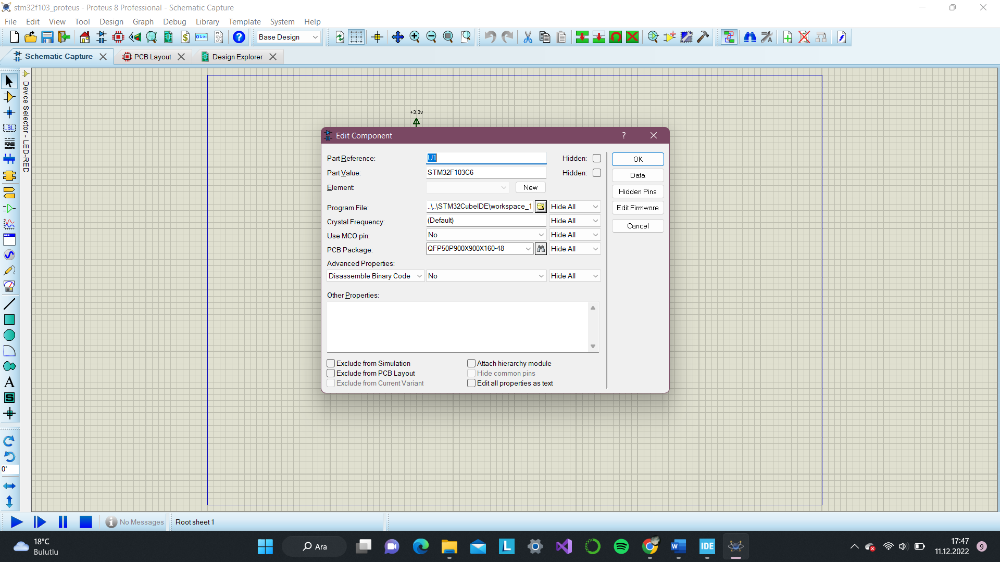 stm32f103_proteus - Proteus 8 Professional - Schematic Capture
File Edit View Tool Design Graph Debug Library Template System Help
Base Design
Schematic Capture PCB Layout Design Explorer
Device Selector - LED-RED
+3.3v
Edit Component ?
Part Reference: U1 Hidden: OK
Part Value: STM32F103C6 Hidden: Data
Element: New Hidden Pins
Program File: ..\..\STM32CubeIDE\workspace_1 Hide All Edit Firmware
Crystal Frequency: (Default) Hide All
Cancel
Use MCO pin: No Hide All
PCB Package: QFP50P900X900X160-48 Hide All
Advanced Properties:
Disassemble Binary Code No Hide All
Other Properties:
Exclude from Simulation Attach hierarchy module
Exclude from PCB Layout Hide common pins
Exclude from Current Variant Edit all properties as text
LBL
A
S
0°
No Messages Root sheet 1
18°C
Bulutlu
Ara
L
W
IDE
17:47
11.12.2022
9